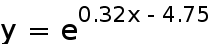 y = e^{0.32x - 4.75}